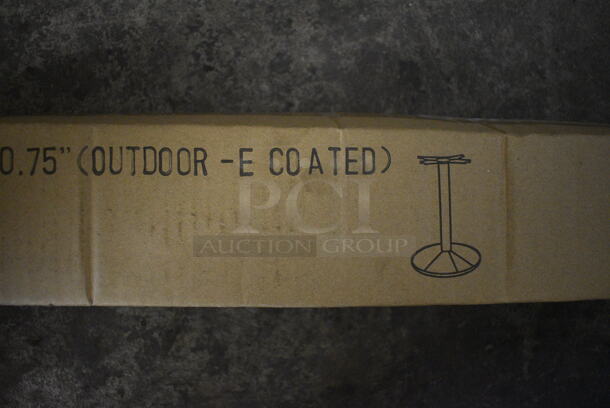 0.75" (OUTDOOR -E COATED)
PCI
AUCTION GROUP